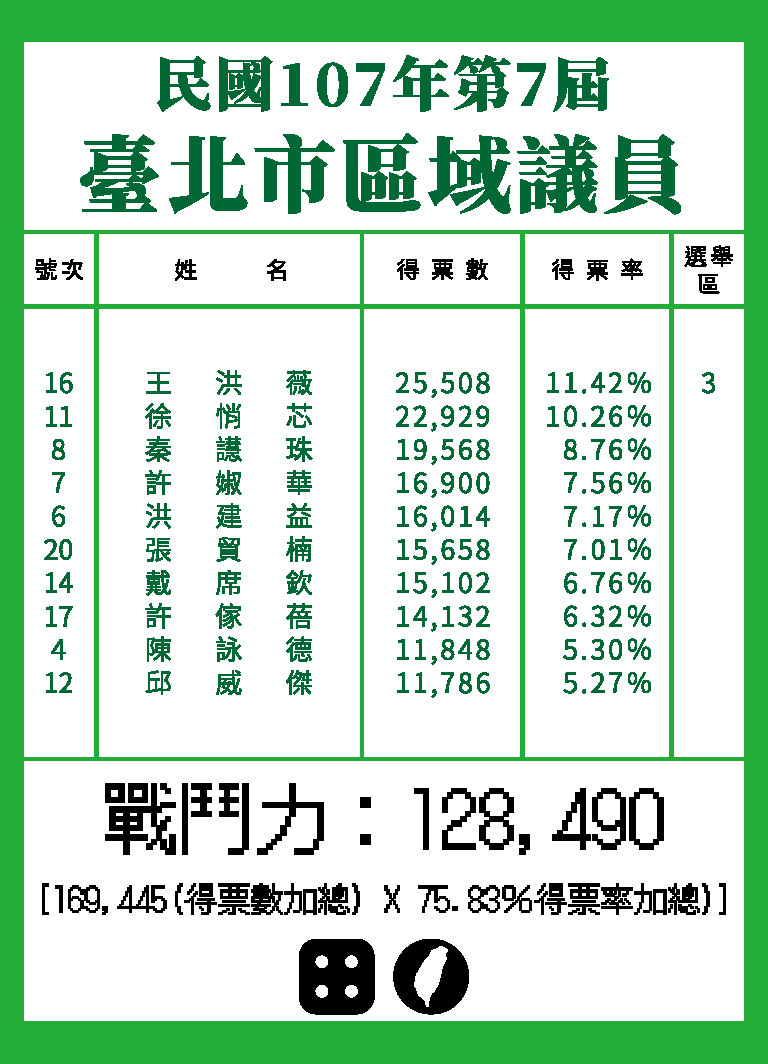 民國107年第7屆
臺北市區域議員
號次 姓名 得票數 得票率 選舉區
16 王洪薇 25,508 11.42% 3
11 徐悄芯 22,929 10.26%
8 秦譿珠 19,568 8.76%
7 許婌華 16,900 7.56%
6 洪建益 16,014 7.17%
20 張貿楠 15,658 7.01%
14 戴席欽 15,102 6.76%
17 許傢蓓 14,132 6.32%
4 陳詠德 11,848 5.30%
12 邱威傑 11,786 5.27%
戰鬥力：128,490
[169,445(得票數加總) X 75.83%得票率加總)]